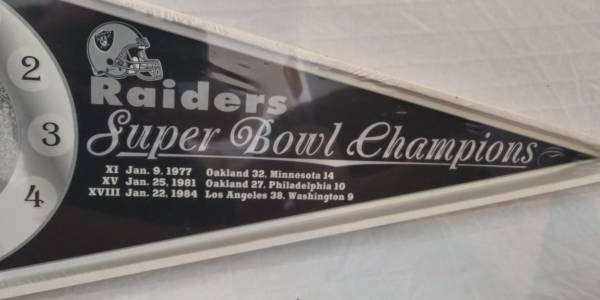 2
3
4
Raiders
Super Bowl Champions
XI Jan. 9, 1977 Oakland 32, Minnesota 14
XV Jan. 25, 1981 Oakland 27, Philadelphia 10
XVIII Jan. 22, 1984 Los Angeles 38, Washington 9